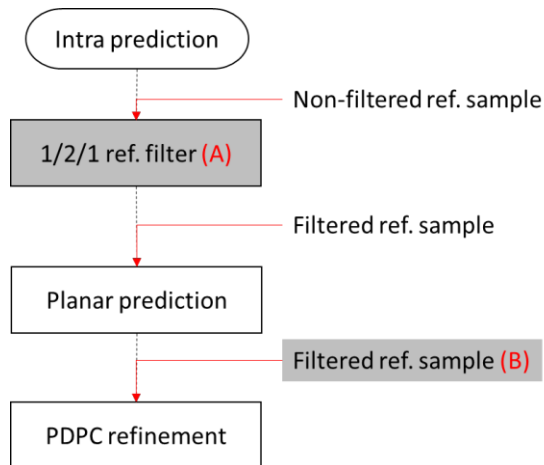 Intra prediction
Non-filtered ref. sample
1/2/1 ref. filter (A)
Filtered ref. sample
Planar prediction
Filtered ref. sample (B)
PDPC refinement